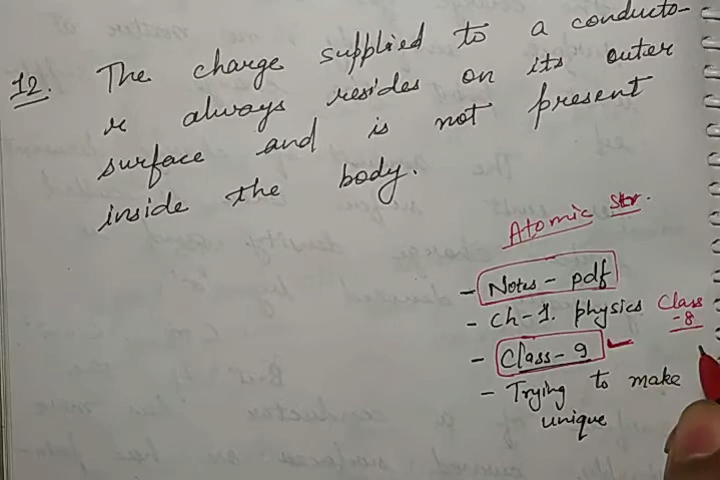 12. The charge supplied to a conducto-
r always resides on its outer
surface and is not present
inside the body.
Atomic Str.
- Notes - pdf
- Ch-1. physics Class
-8
- Class-9
- Trying to make
unique